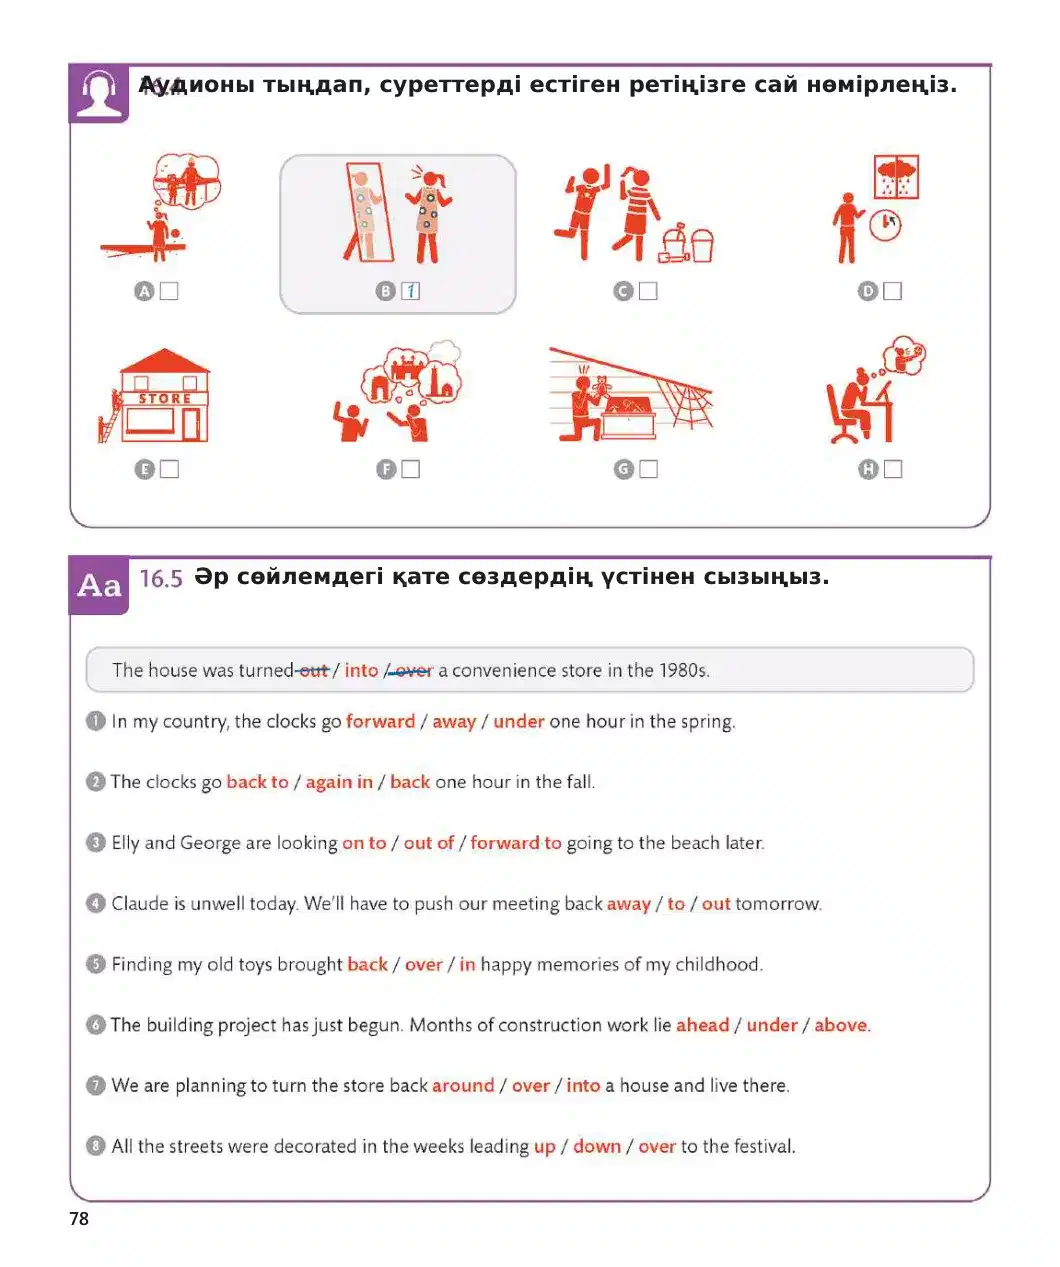 Аудионы тыңдап, суреттерді естіген ретіңізге сай нөмірлеңіз.
A
B 1
C
D
STORE
E
F
G
H
Aa 16.5 Әр сөйлемдегі қате сөздердің үстінен сызыңыз.
The house was turned out / into / over a convenience store in the 1980s.
1 In my country, the clocks go forward / away / under one hour in the spring.
2 The clocks go back to / again in / back one hour in the fall.
3 Elly and George are looking on to / out of / forward to going to the beach later.
4 Claude is unwell today. We'll have to push our meeting back away / to / out tomorrow.
5 Finding my old toys brought back / over / in happy memories of my childhood.
6 The building project has just begun. Months of construction work lie ahead / under / above.
7 We are planning to turn the store back around / over / into a house and live there.
8 All the streets were decorated in the weeks leading up / down / over to the festival.
78